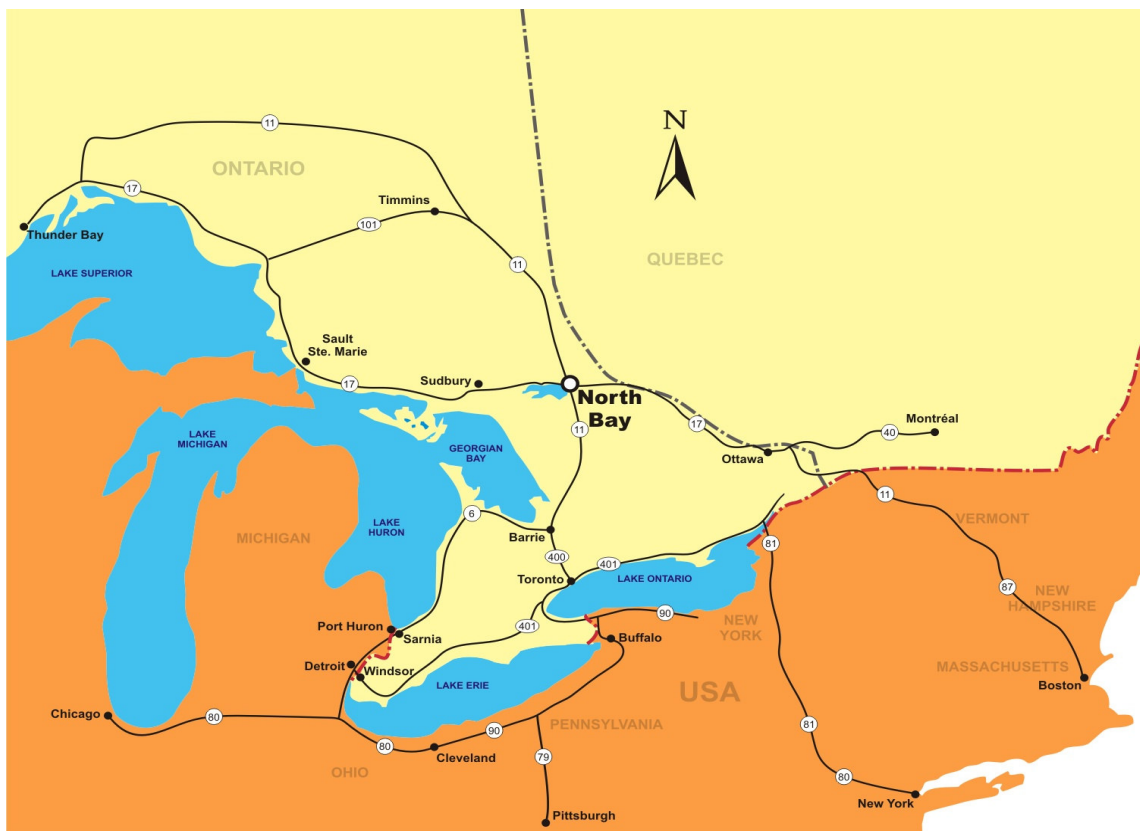 N
11
ONTARIO
17
Timmins
101
Thunder Bay
QUEBEC
11
LAKE SUPERIOR
Sault
Ste. Marie
17
Sudbury
North
Bay
LAKE
MICHIGAN
GEORGIAN
BAY
11
17
Montréal
40
Ottawa
11
6
LAKE
HURON
MICHIGAN
Barrie
400
401
81
VERMONT
Toronto
LAKE ONTARIO
87
NEW
HAMPSHIRE
90
NEW
YORK
Port Huron
Sarnia
401
Buffalo
Detroit
Windsor
LAKE ERIE
USA
MASSACHUSETTS
Boston
Chicago
80
90
PENNSYLVANIA
81
80
Cleveland
79
OHIO
80
New York
Pittsburgh